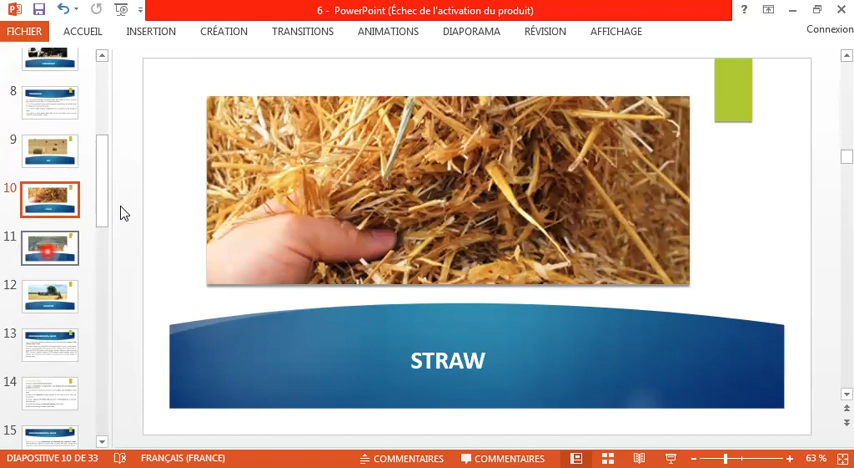 6 - PowerPoint (Échec de l'activation du produit)
?
FICHIER ACCUEIL INSERTION CRÉATION TRANSITIONS ANIMATIONS DIAPORAMA RÉVISION AFFICHAGE Connexion
8
9
10
11
12
13
14
15
STRAW
DIAPOSITIVE 10 DE 33 FRANÇAIS (FRANCE) COMMENTAIRES COMMENTAIRES 63 %